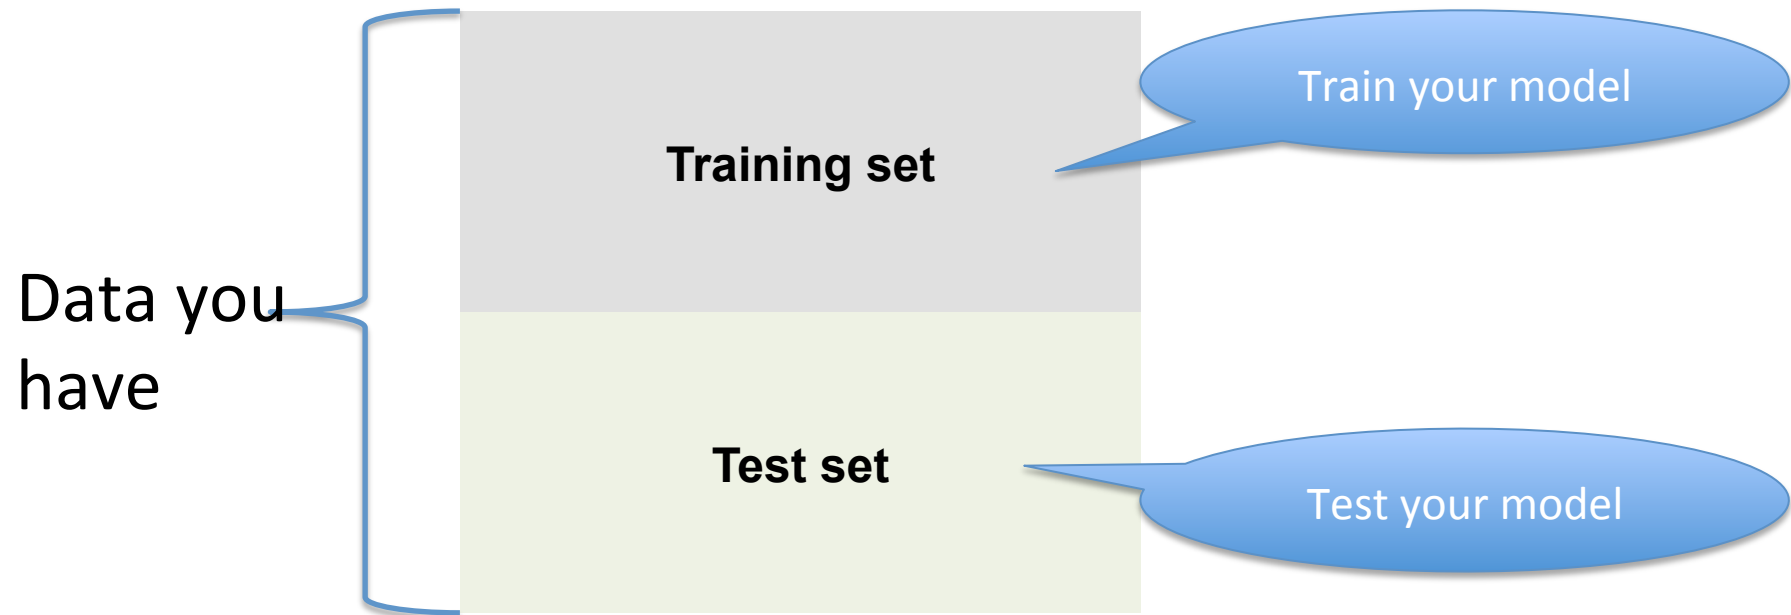 Train your model
Training set
Data you
have
Test set
Test your model